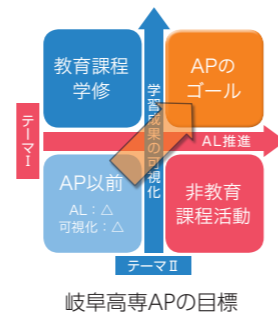 教育課程
学修
APの
ゴール
学習成果の可視化
テーマⅠ
AL推進
AP以前
AL：△
可視化：△
非教育
課程活動
テーマⅡ
岐阜高専APの目標